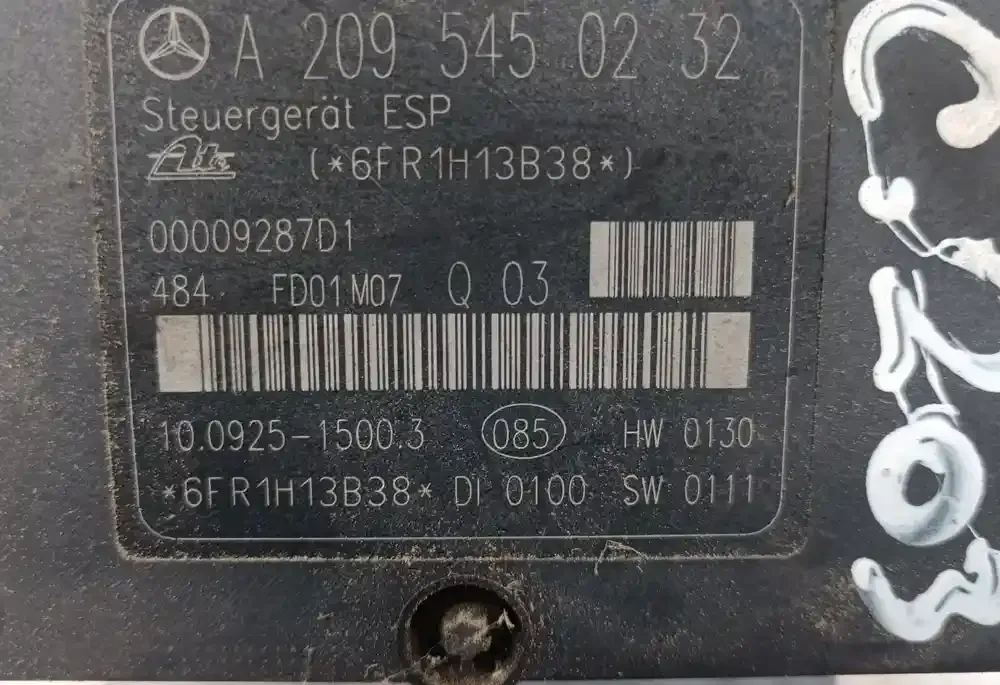 A 209 545 02 32
Steuergerät ESP
Ate (*6FR1H13B38*)
00009287D1
484 FD01M07 Q 03
10.0925-1500.3 085 HW 0130
*6FR1H13B38* DI 0100 SW 0111